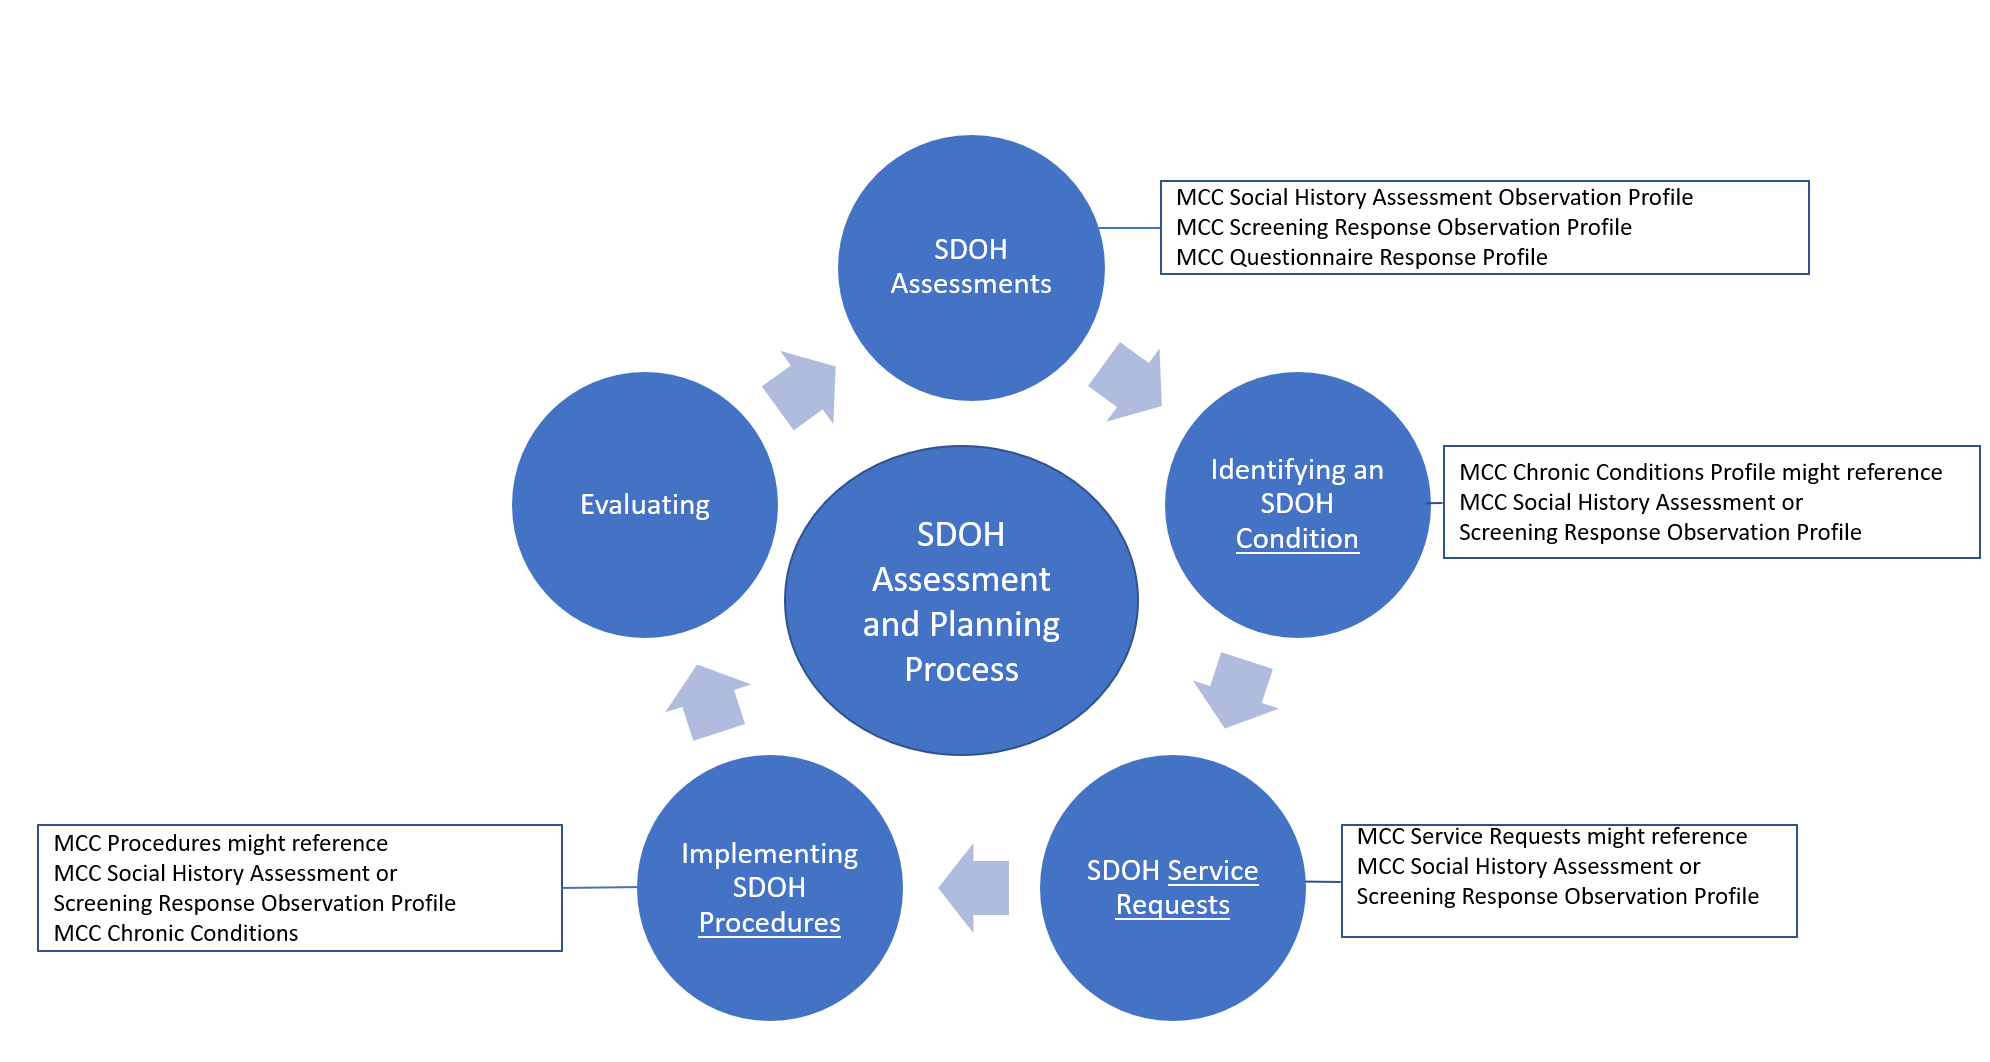 SDOH
Assessments
MCC Social History Assessment Observation Profile
MCC Screening Response Observation Profile
MCC Questionnaire Response Profile
Identifying an
SDOH
Condition
MCC Chronic Conditions Profile might reference
MCC Social History Assessment or
Screening Response Observation Profile
Evaluating
SDOH
Assessment
and Planning
Process
SDOH Service
Requests
MCC Service Requests might reference
MCC Social History Assessment or
Screening Response Observation Profile
Implementing
SDOH
Procedures
MCC Procedures might reference
MCC Social History Assessment or
Screening Response Observation Profile
MCC Chronic Conditions